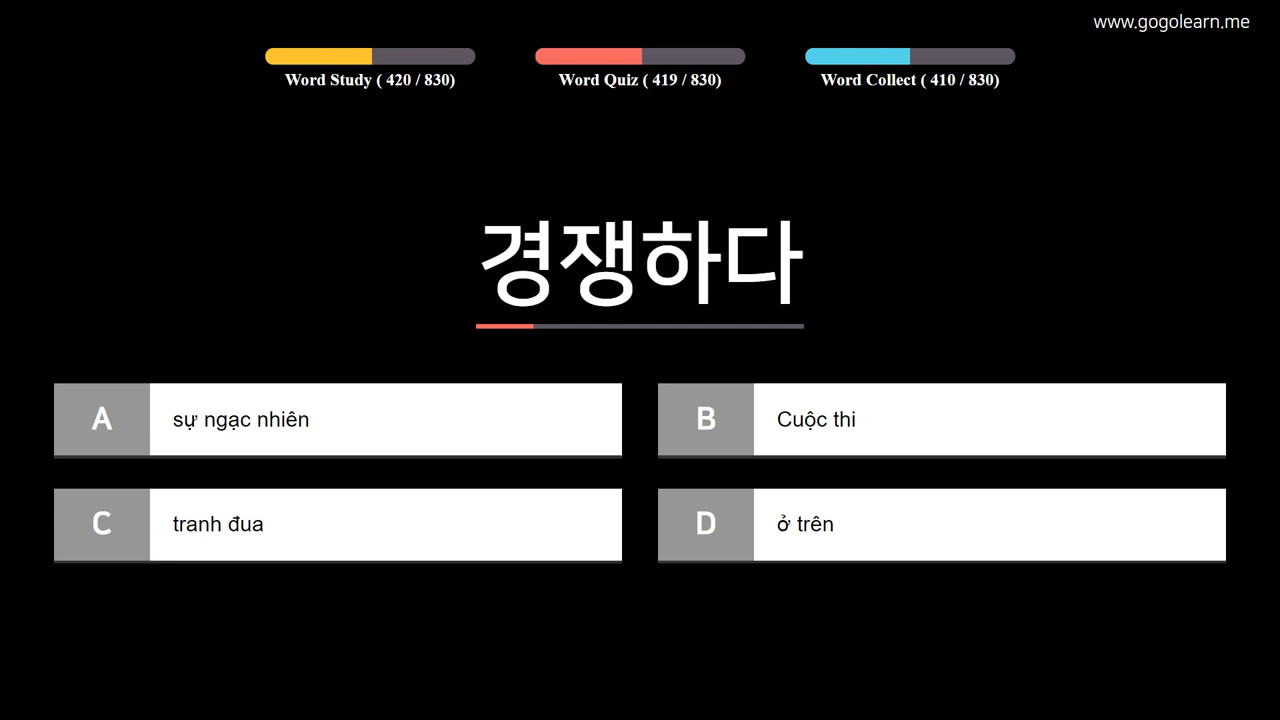 www.gogolearn.me
Word Study ( 420 / 830)
Word Quiz ( 419 / 830)
Word Collect ( 410 / 830)
경쟁하다
A sự ngạc nhiên
B Cuộc thi
C tranh đua
D ở trên